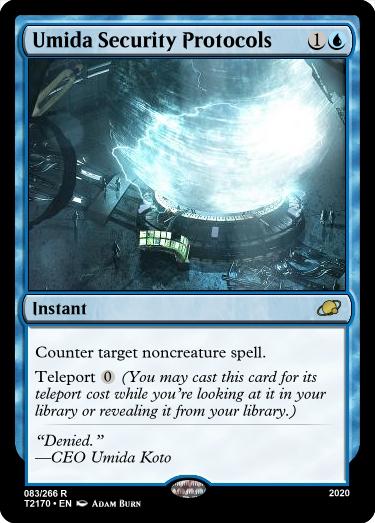 Umida Security Protocols 1
Instant
Counter target noncreature spell.
Teleport 0 (You may cast this card for its
teleport cost while you're looking at it in your
library or revealing it from your library.)
"Denied."
—CEO Umida Koto
083/266 R 2020
T2170 • EN ADAM BURN